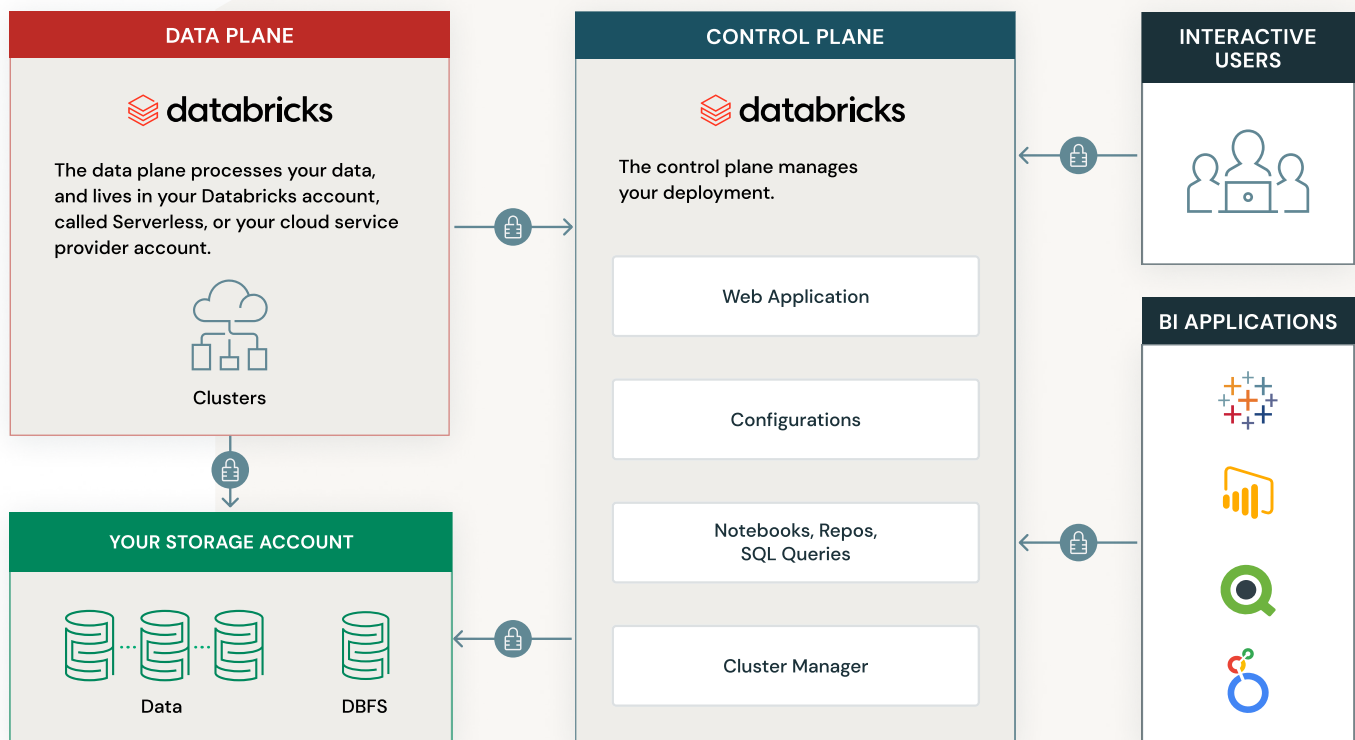 DATA PLANE
databricks
The data plane processes your data,
and lives in your Databricks account,
called Serverless, or your cloud service
provider account.
Clusters
YOUR STORAGE ACCOUNT
Data
DBFS
CONTROL PLANE
databricks
The control plane manages
your deployment.
Web Application
Configurations
Notebooks, Repos,
SQL Queries
Cluster Manager
INTERACTIVE
USERS
BI APPLICATIONS